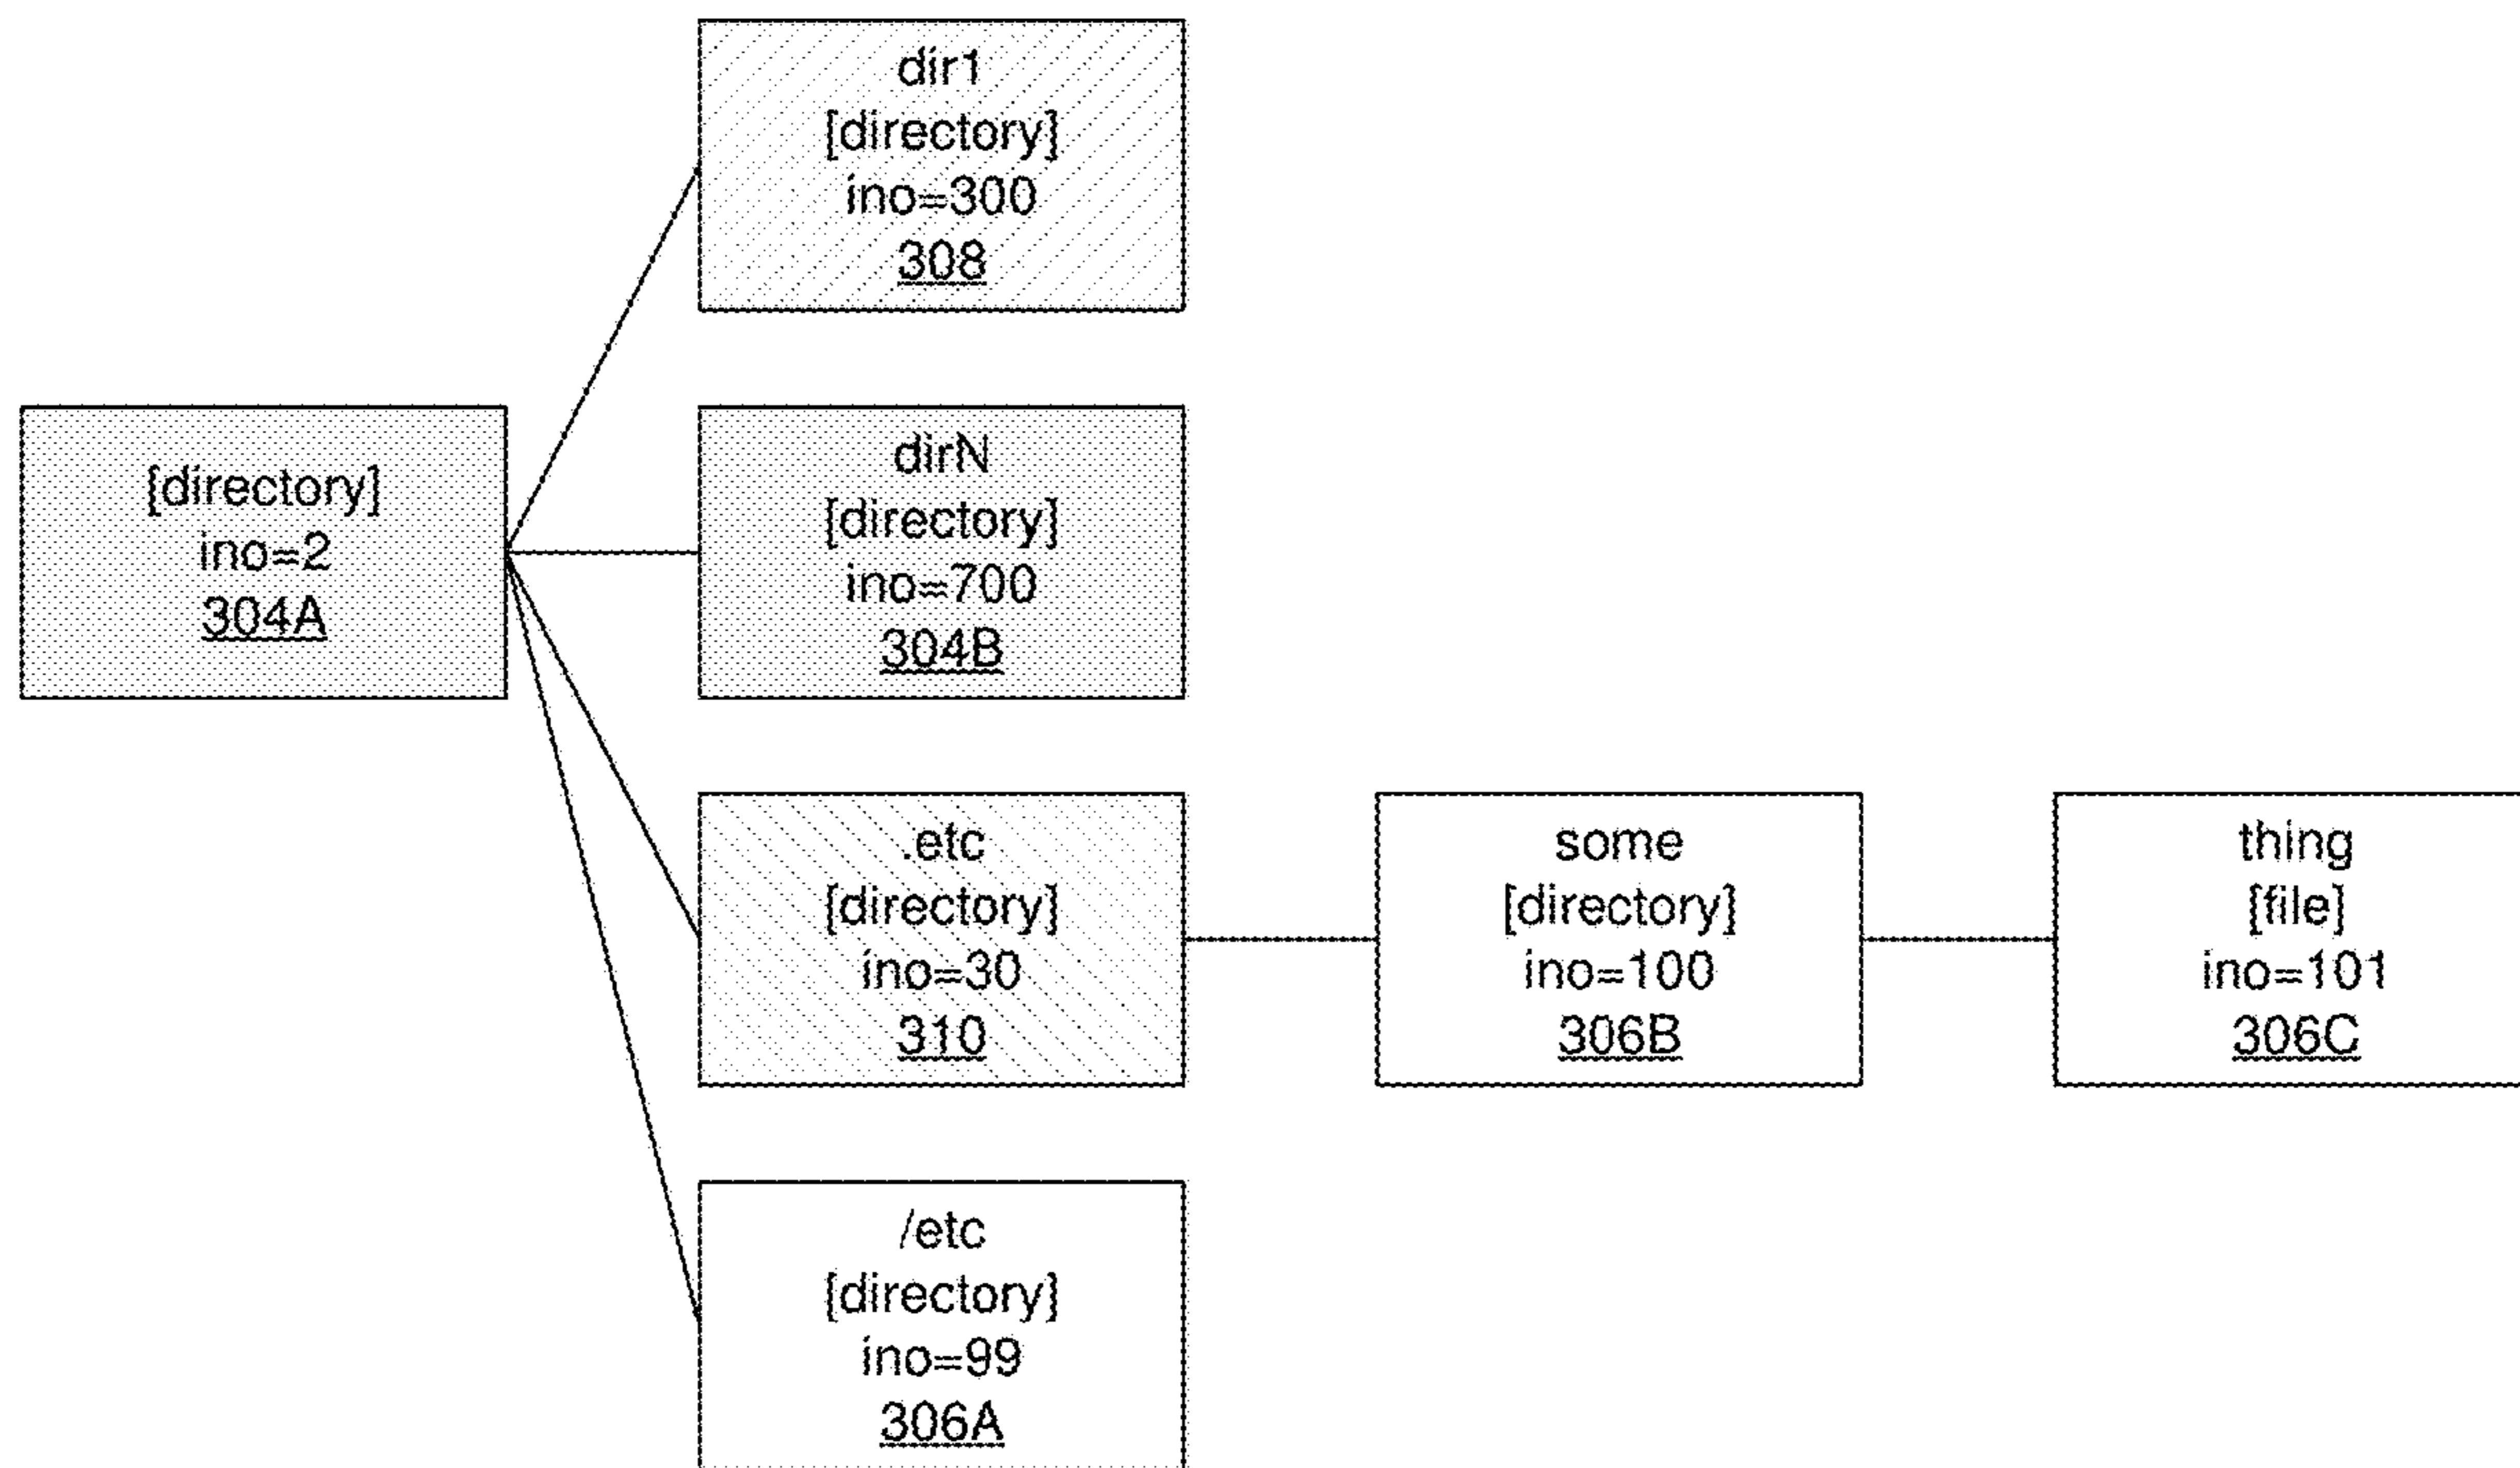 dir1
[directory]
ino=300
308
[directory]
ino=2
304A
dirN
[directory]
ino=700
304B
.etc
[directory]
ino=30
310
some
[directory]
ino=100
306B
thing
[file]
ino=101
306C
/etc
[directory]
ino=99
306A